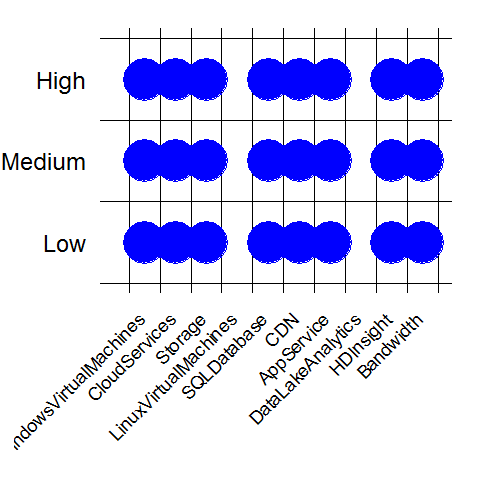 High
Medium
Low
ndowsVirtualMachines
CloudServices
Storage
LinuxVirtualMachines
SQLDatabase
CDN
AppService
DataLakeAnalytics
HDInsight
Bandwidth